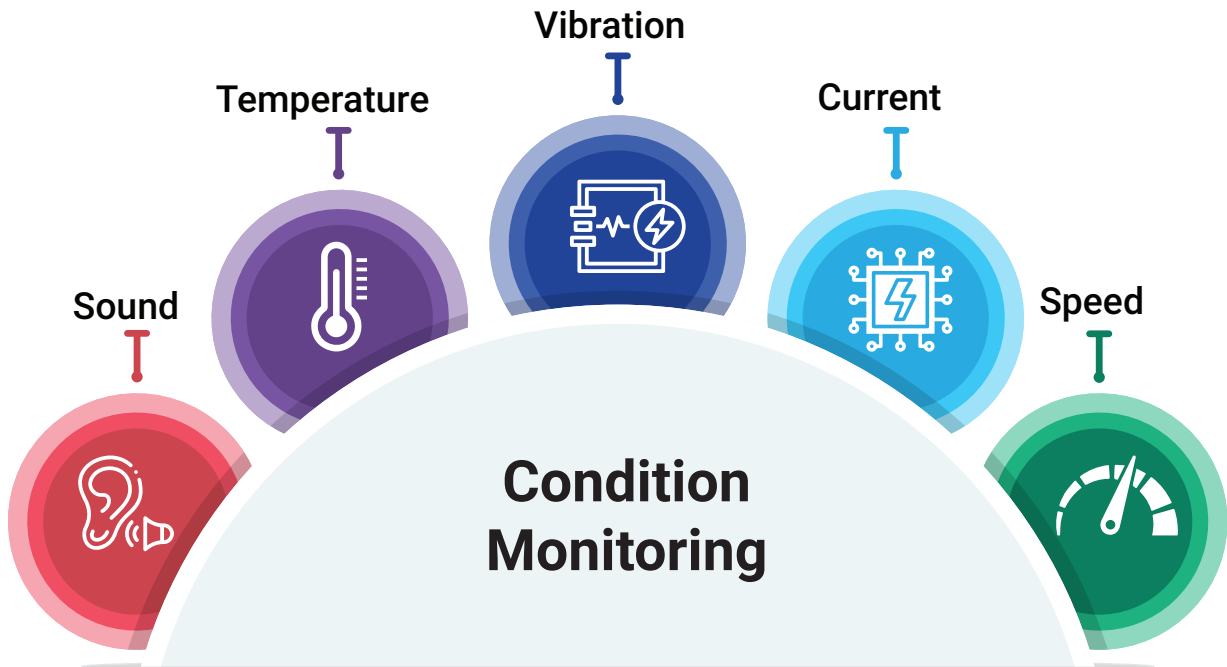 Vibration
Temperature
Current
Sound
Speed
Condition
Monitoring